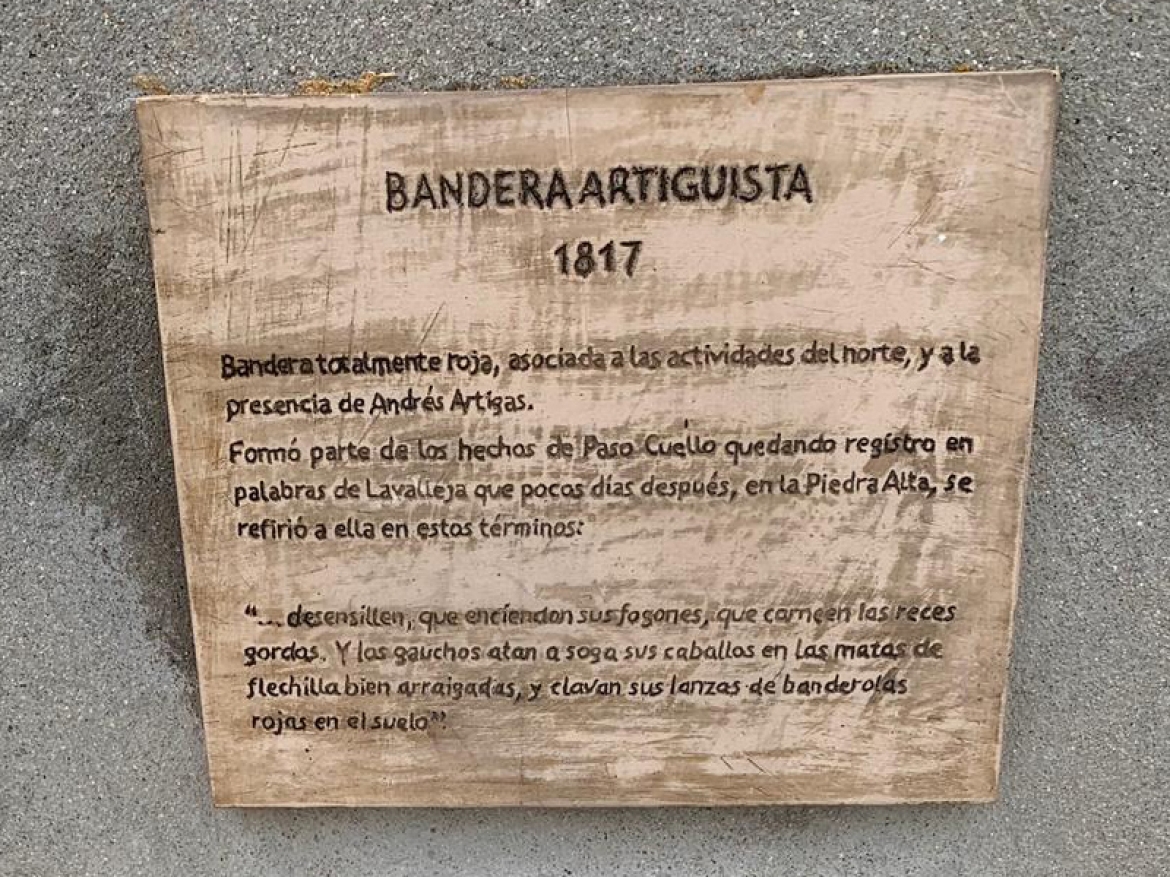 BANDERA ARTIGUISTA
1817
Bandera totalmente roja, asociada a las actividades del norte, y a la
presencia de Andrés Artigas.
Formó parte de los hechos de Paso Cuello quedando registro en
palabras de Lavalleja que pocos días después, en la Piedra Alta, se
refirió a ella en estos términos:
"... desensillen, que enciendan sus fogones, que carneen las reces
gordas. Y los gauchos atan a soga sus caballos en las matas de
flechilla bien arraigadas, y clavan sus lanzas de banderolas
rojas en el suelo".